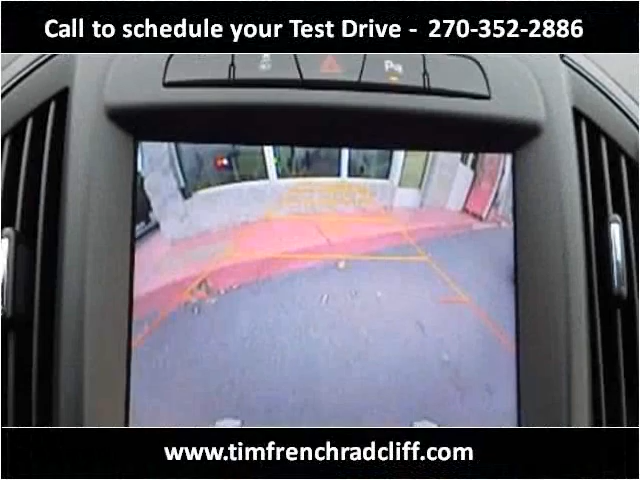 Call to schedule your Test Drive - 270-352-2886
P
www.timfrenchradcliff.com